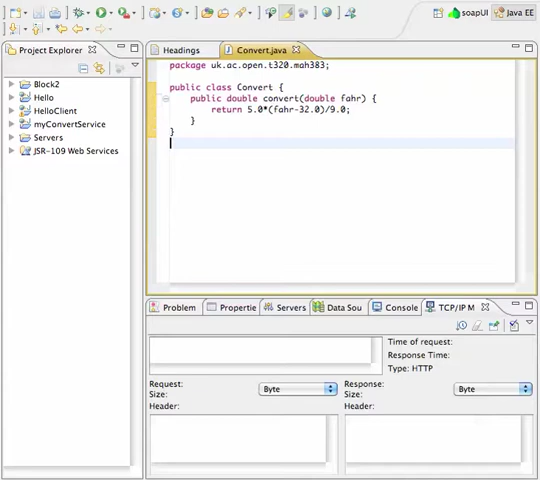 soapUI
Java EE
Project Explorer
Headings
Convert.java
Block2
Hello
HelloClient
myConvertService
Servers
JSR-109 Web Services
package uk.ac.open.t320.mah383;
public class Convert {
public double convert(double fahr) {
return 5.0*(fahr-32.0)/9.0;
}
}
Problem
Propertie
Servers
Data Sou
Console
TCP/IP M
Time of request:
Response Time:
Type: HTTP
Request:
Size:
Byte
Response:
Size:
Byte
Header:
Header: